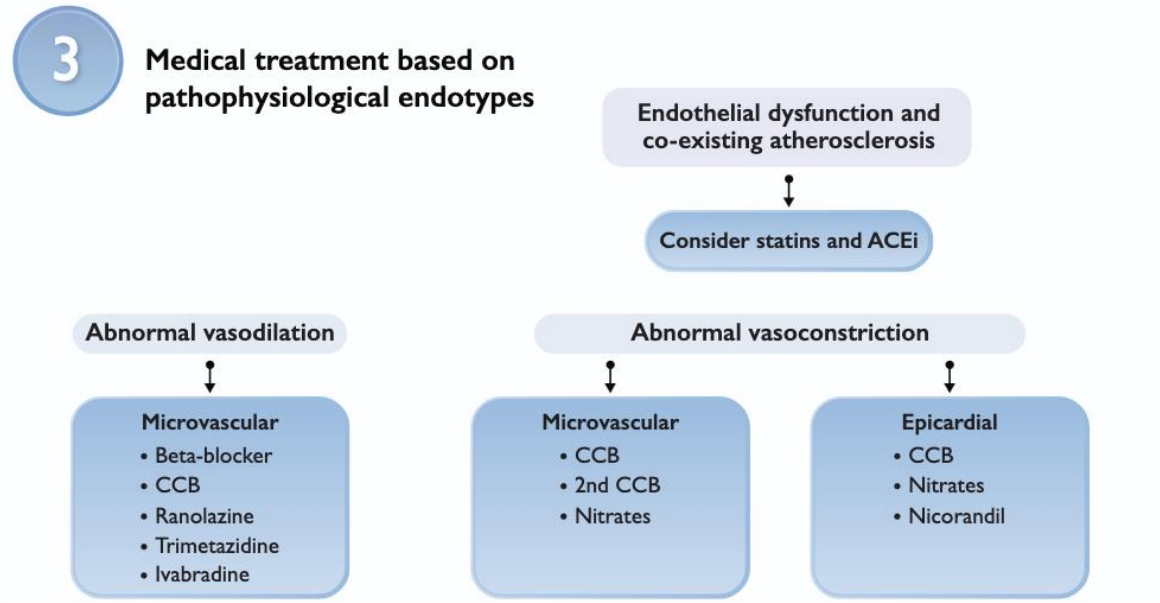 3
Medical treatment based on
pathophysiological endotypes
Endothelial dysfunction and
co-existing atherosclerosis
Consider statins and ACEi
Abnormal vasodilation
Microvascular
• Beta-blocker
• CCB
• Ranolazine
• Trimetazidine
• Ivabradine
Abnormal vasoconstriction
Microvascular
• CCB
• 2nd CCB
• Nitrates
Epicardial
• CCB
• Nitrates
• Nicorandil